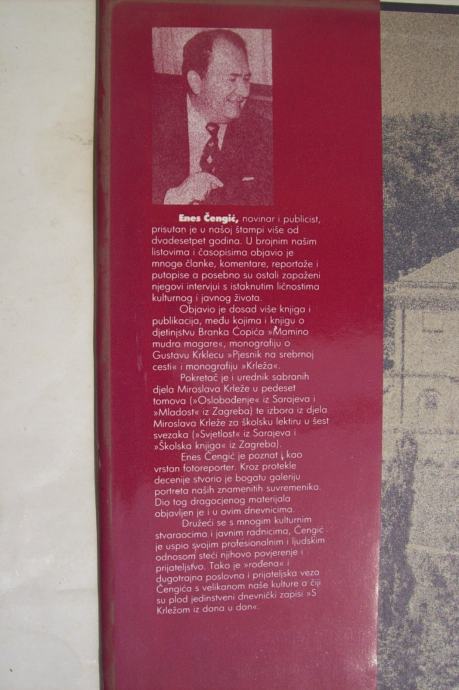 Enes Čengić, novinar i publicist,
prisutan je u našoj štampi više od
dvadesetpet godina. U brojnim našim
listovima i časopisima objavio je
mnoge članke, komentare, reportaže i
putopise a posebno su ostali zapaženi
njegovi intervjui s istaknutim ličnostima
kulturnog i javnog života.
Objavio je dosad više knjiga i
publikacija, među kojima i knjigu o
djetinjstvu Branka Ćopića »Mamino
mudro magare«, monografiju o
Gustavu Krklecu »Pjesnik na srebrnoj
cesti« i monografiju »Krleža«.
Pokretač je i urednik sabranih
djela Miroslava Krleže u pedeset
tomova (»Oslobođenje« iz Sarajeva i
»Mladost« iz Zagreba) te izbora iz djela
Miroslava Krleže za školsku lektiru u šest
svezaka (»Svjetlost« iz Sarajeva i
»Školska knjiga« iz Zagreba).
Enes Čengić je poznat i kao
vrstan fotoreporter. Kroz protekle
decenije stvorio je bogatu galeriju
portreta naših znamenitih suvremenika.
Dio tog dragocjenog materijala
objavljen je i u ovim dnevnicima.
Družeći se s mnogim kulturnim
stvaraocima i javnim radnicima, Čengić
je uspio svojim profesionalnim i ljudskim
odnosom steći njihovo povjerenje i
prijateljstvo. Tako je »rođena« i
dugotrajna poslovna i prijateljska veza
Čengića s velikanom naše kulture a čiji
su plod jedinstveni dnevnički zapisi »S
Krležom iz dana u dan«.